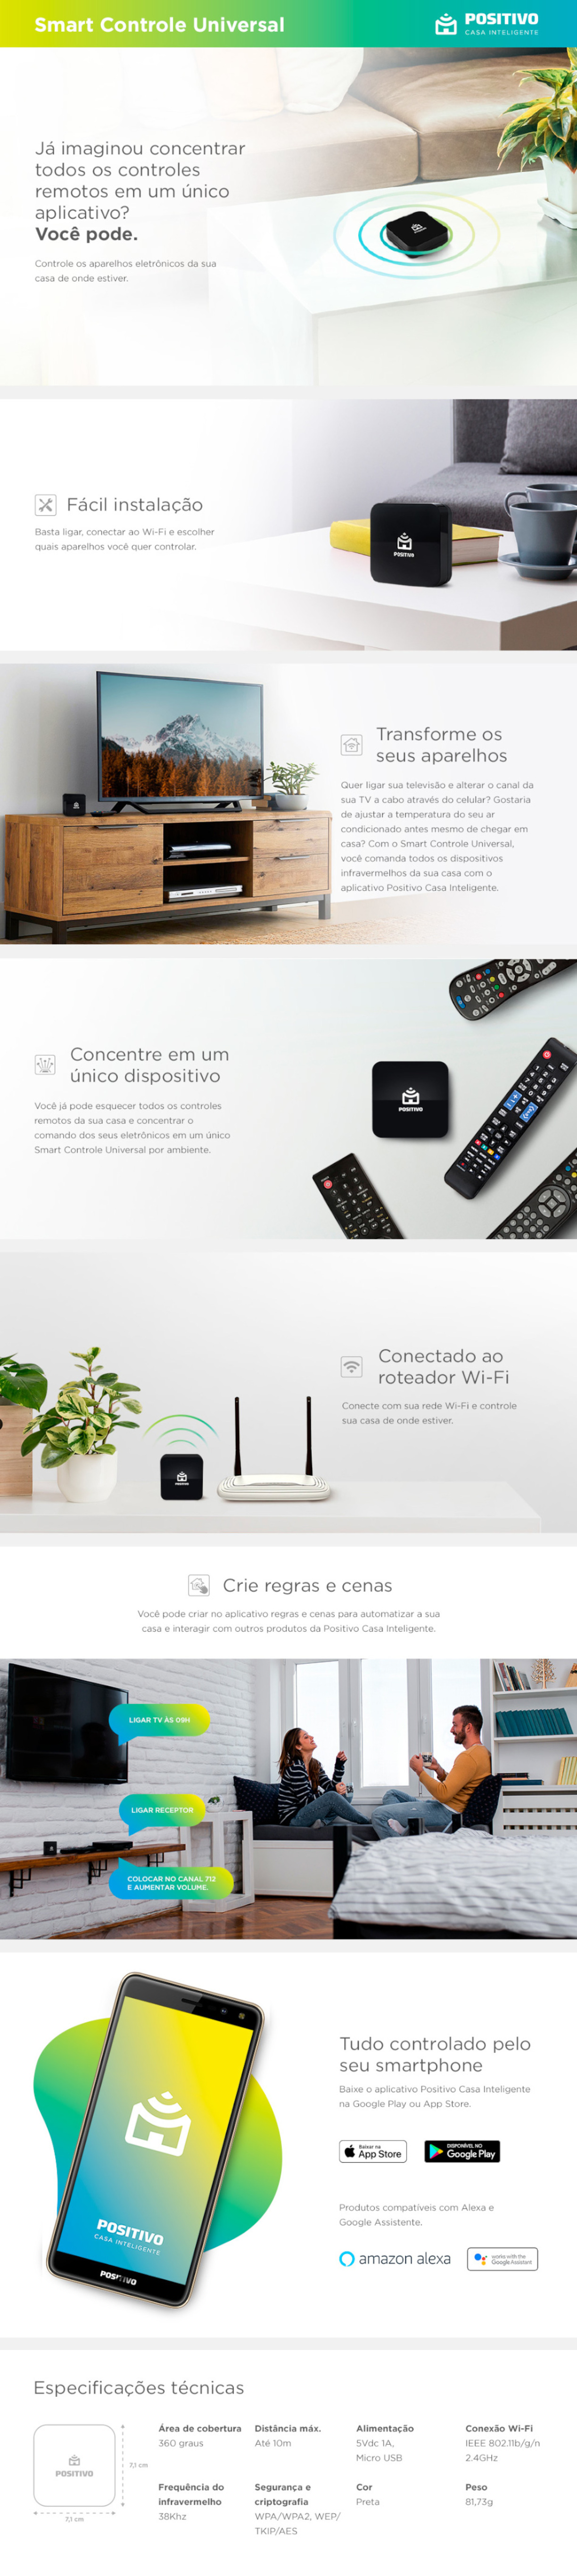 Smart Controle Universal
POSITIVO
CASA INTELIGENTE
Já imaginou concentrar
todos os controles
remotos em um único
aplicativo?
Você pode.
Controle os aparelhos eletrônicos da sua
casa de onde estiver.
Fácil instalação
Basta ligar, conectar ao Wi-Fi e escolher
quais aparelhos você quer controlar.
POSITIVO
Transforme os
seus aparelhos
Quer ligar sua televisão e alterar o canal da
sua TV a cabo através do celular? Gostaria
de ajustar a temperatura do seu ar
condicionado antes mesmo de chegar em
casa? Com o Smart Controle Universal,
você comanda todos os dispositivos
infravermelhos da sua casa com o
aplicativo Positivo Casa Inteligente.
Concentre em um
único dispositivo
Você já pode esquecer todos os controles
remotos da sua casa e concentrar o
comando dos seus eletrônicos em um único
Smart Controle Universal por ambiente.
POSITIVO
Conectado ao
roteador Wi-Fi
Conecte com sua rede Wi-Fi e controle
sua casa de onde estiver.
POSITIVO
Crie regras e cenas
Você pode criar no aplicativo regras e cenas para automatizar a sua
casa e interagir com outros produtos da Positivo Casa Inteligente.
LIGAR TV ÀS 09H
LIGAR RECEPTOR
COLOCAR NO CANAL 712
E AUMENTAR VOLUME.
Tudo controlado pelo
seu smartphone
Baixe o aplicativo Positivo Casa Inteligente
na Google Play ou App Store.
Baixar na
App Store
DISPONÍVEL NO
Google Play
POSITIVO
CASA INTELIGENTE
POSITIVO
Produtos compatíveis com Alexa e
Google Assistente.
amazon alexa
works with the
Google Assistant
Especificações técnicas
POSITIVO
7,1 cm
7,1 cm
Área de cobertura
360 graus
Distância máx.
Até 10m
Alimentação
5Vdc 1A,
Micro USB
Conexão Wi-Fi
IEEE 802.11b/g/n
2.4GHz
Frequência do
infravermelho
38Khz
Segurança e
criptografia
WPA/WPA2, WEP/
TKIP/AES
Cor
Preta
Peso
81,73g